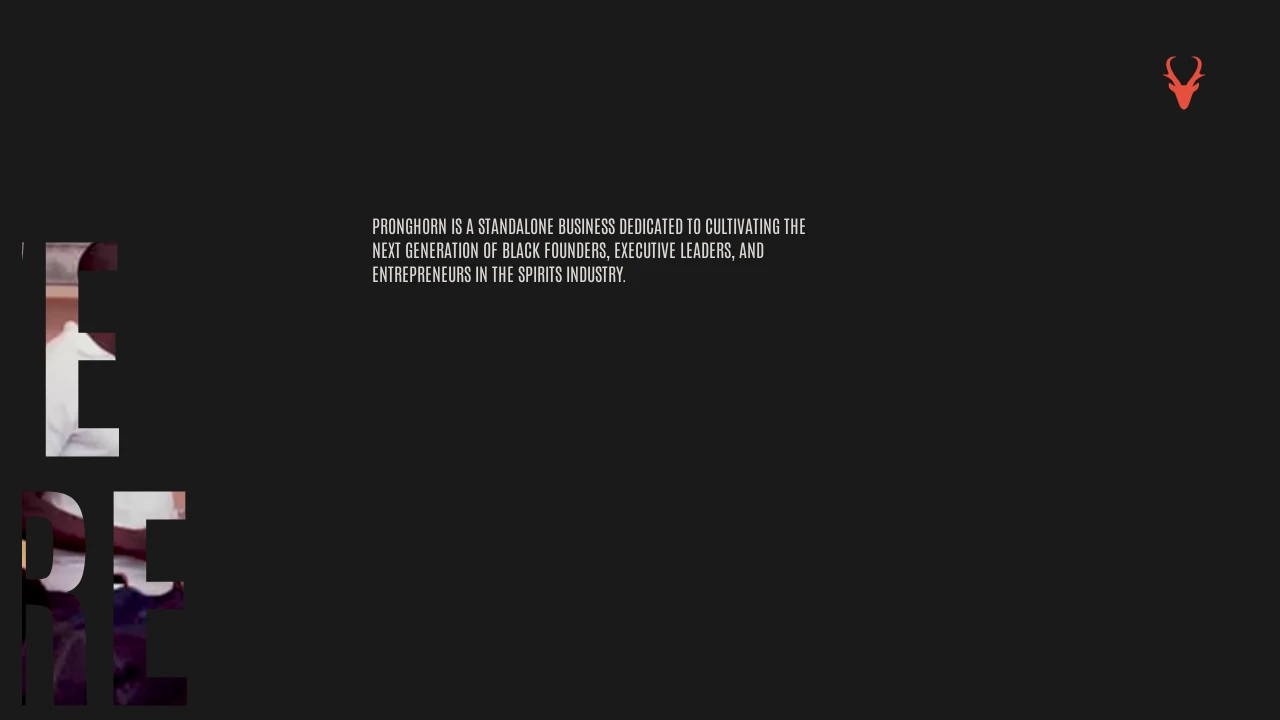 PRONGHORN IS A STANDALONE BUSINESS DEDICATED TO CULTIVATING THE
NEXT GENERATION OF BLACK FOUNDERS, EXECUTIVE LEADERS, AND
ENTREPRENEURS IN THE SPIRITS INDUSTRY.
E
RE